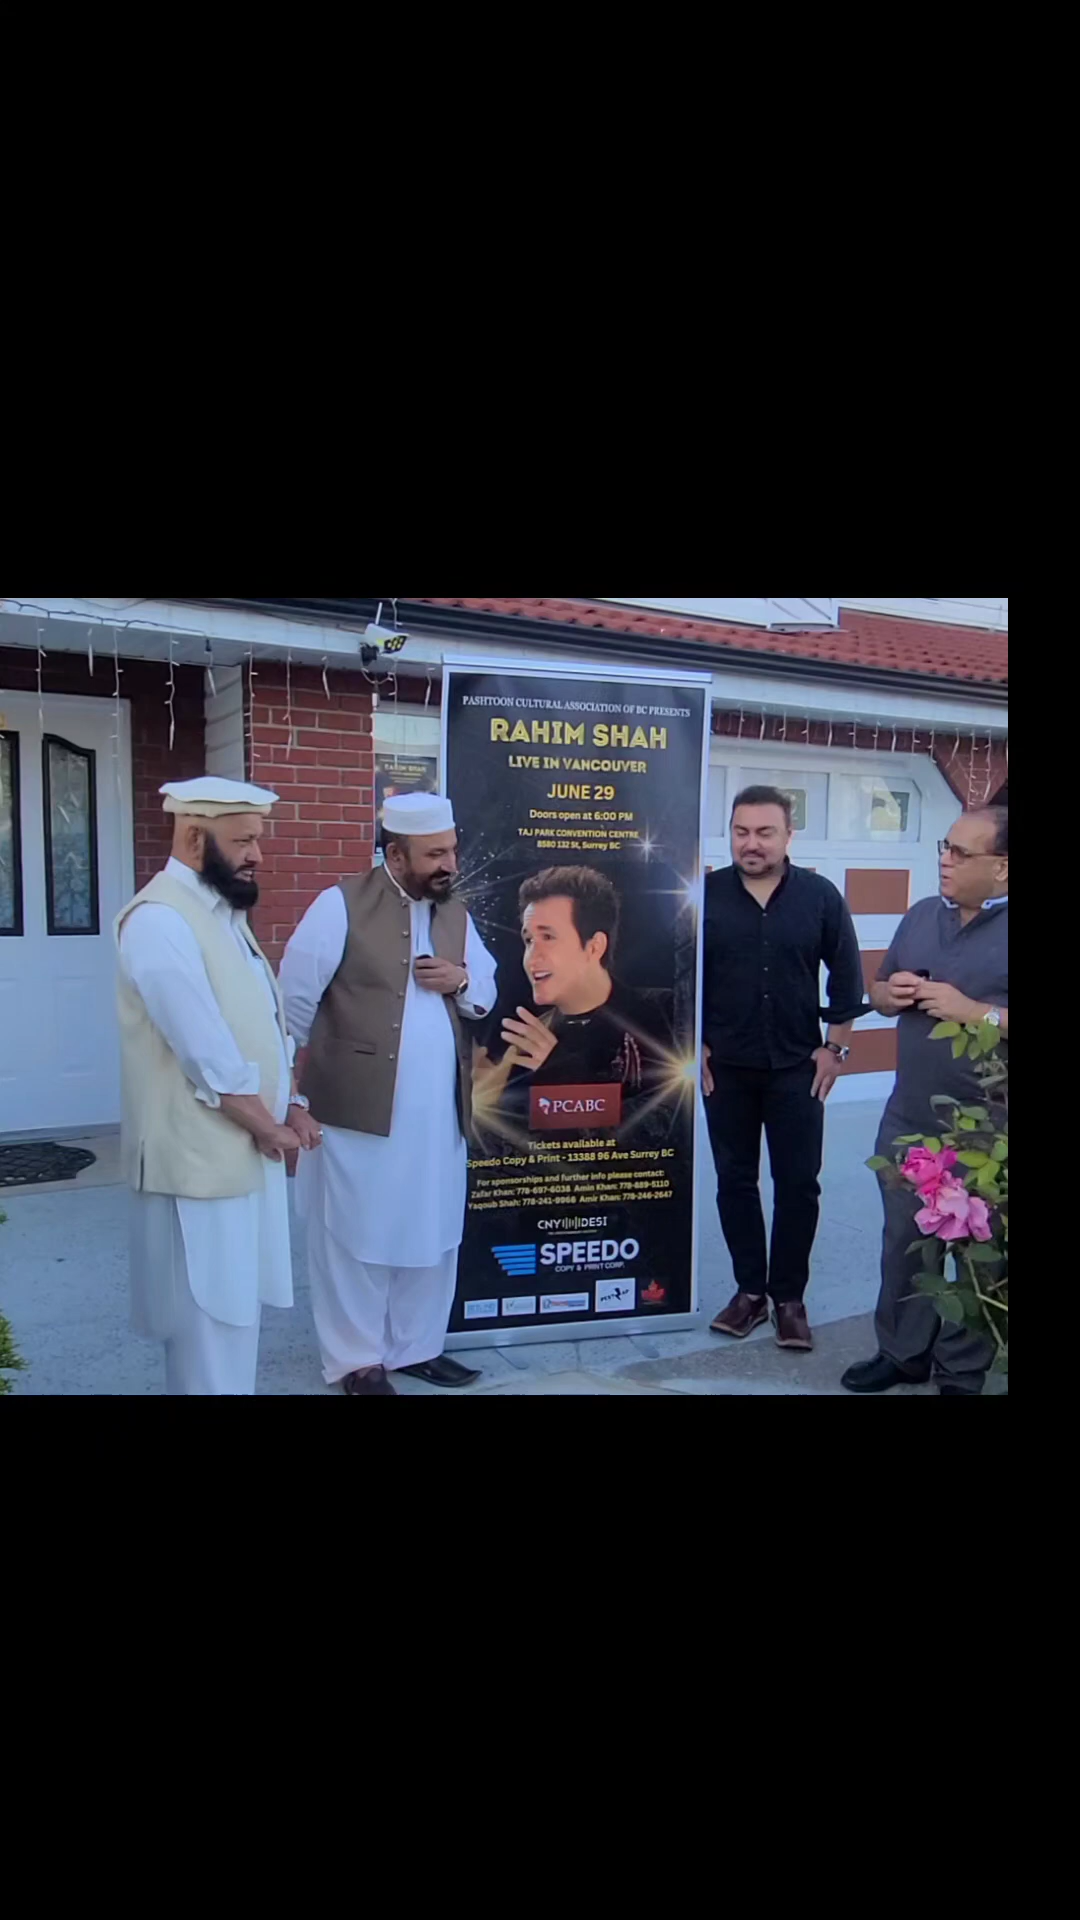 PASHTOON CULTURAL ASSOCIATION OF BC PRESENTS
RAHIM SHAH
LIVE IN VANCOUVER
JUNE 29
Doors open at 6:00 PM
TAJ PARK CONVENTION CENTRE
8580 132 St, Surrey BC
RAHIM SHAH
PCABC
Tickets available at
Speedo Copy & Print - 13388 96 Ave Surrey BC
For sponsorships and further info please contact:
Zafar Khan: 778-697-6038 Amin Khan: 778-889-5110
Yaqoub Shah: 778-241-9966 Amir Khan: 778-246-2647
CNY DESI
SPEEDO
COPY & PRINT CORP.